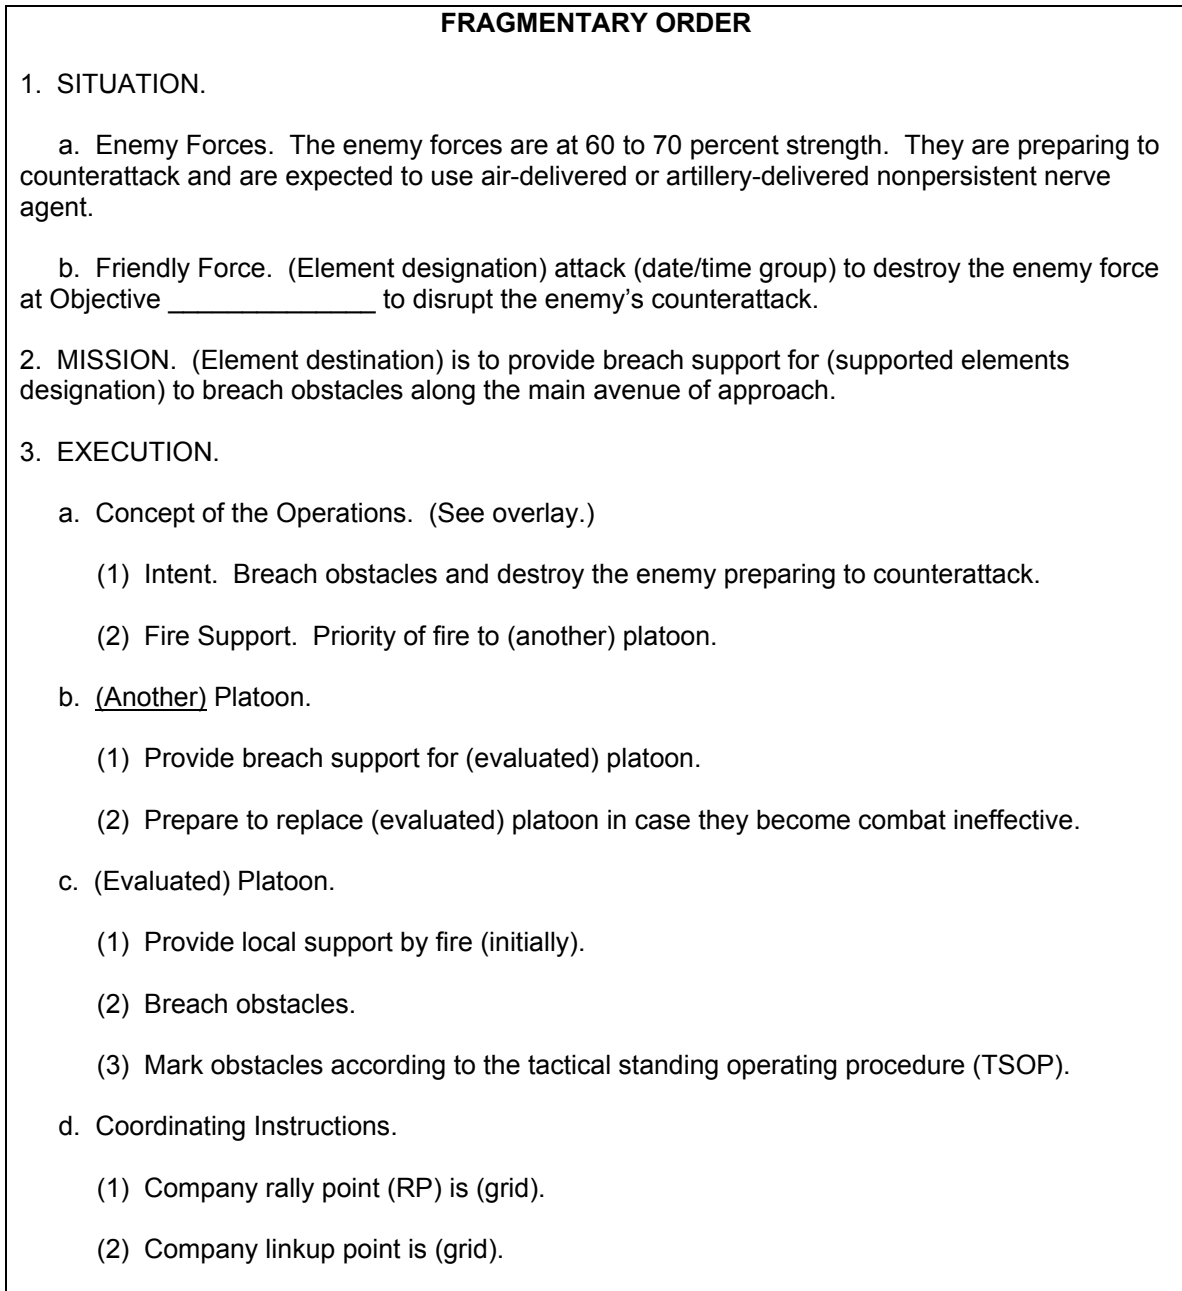 FRAGMENTARY ORDER
1. SITUATION.
a. Enemy Forces. The enemy forces are at 60 to 70 percent strength. They are preparing to
counterattack and are expected to use air-delivered or artillery-delivered nonpersistent nerve
agent.
b. Friendly Force. (Element designation) attack (date/time group) to destroy the enemy force
at Objective ______________ to disrupt the enemy’s counterattack.
2. MISSION. (Element destination) is to provide breach support for (supported elements
designation) to breach obstacles along the main avenue of approach.
3. EXECUTION.
a. Concept of the Operations. (See overlay.)
(1) Intent. Breach obstacles and destroy the enemy preparing to counterattack.
(2) Fire Support. Priority of fire to (another) platoon.
b. (Another) Platoon.
(1) Provide breach support for (evaluated) platoon.
(2) Prepare to replace (evaluated) platoon in case they become combat ineffective.
c. (Evaluated) Platoon.
(1) Provide local support by fire (initially).
(2) Breach obstacles.
(3) Mark obstacles according to the tactical standing operating procedure (TSOP).
d. Coordinating Instructions.
(1) Company rally point (RP) is (grid).
(2) Company linkup point is (grid).